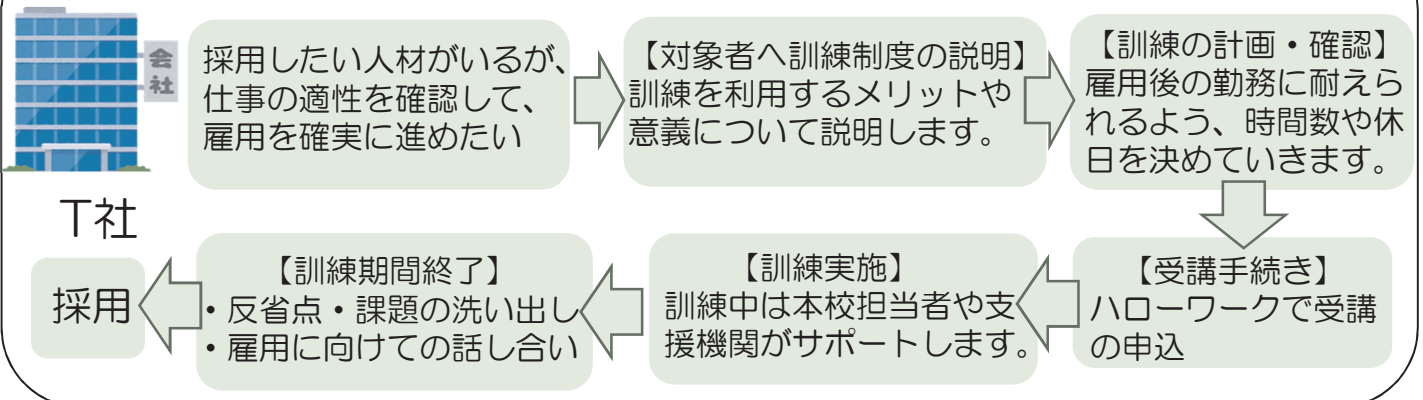 会社
T社
採用したい人材がいるが、
仕事の適性を確認して、
雇用を確実に進めたい
【対象者へ訓練制度の説明】
訓練を利用するメリットや
意義について説明します。
【訓練の計画・確認】
雇用後の勤務に耐えら
れるよう、時間数や休
日を決めていきます。
【受講手続き】
ハローワークで受講
の申込
【訓練実施】
訓練中は本校担当者や支
援機関がサポートします。
【訓練期間終了】
・反省点・課題の洗い出し
・雇用に向けての話し合い
採用